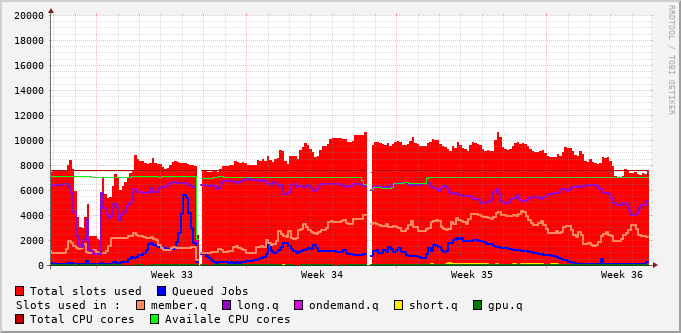 20000
18000
16000
14000
12000
10000
8000
6000
4000
2000
0
Week 33 Week 34 Week 35 Week 36
RRDTOOL / TOBI OETIKER
Total slots used Queued Jobs
Slots used in : member.q long.q ondemand.q short.q gpu.q
Total CPU cores Availale CPU cores